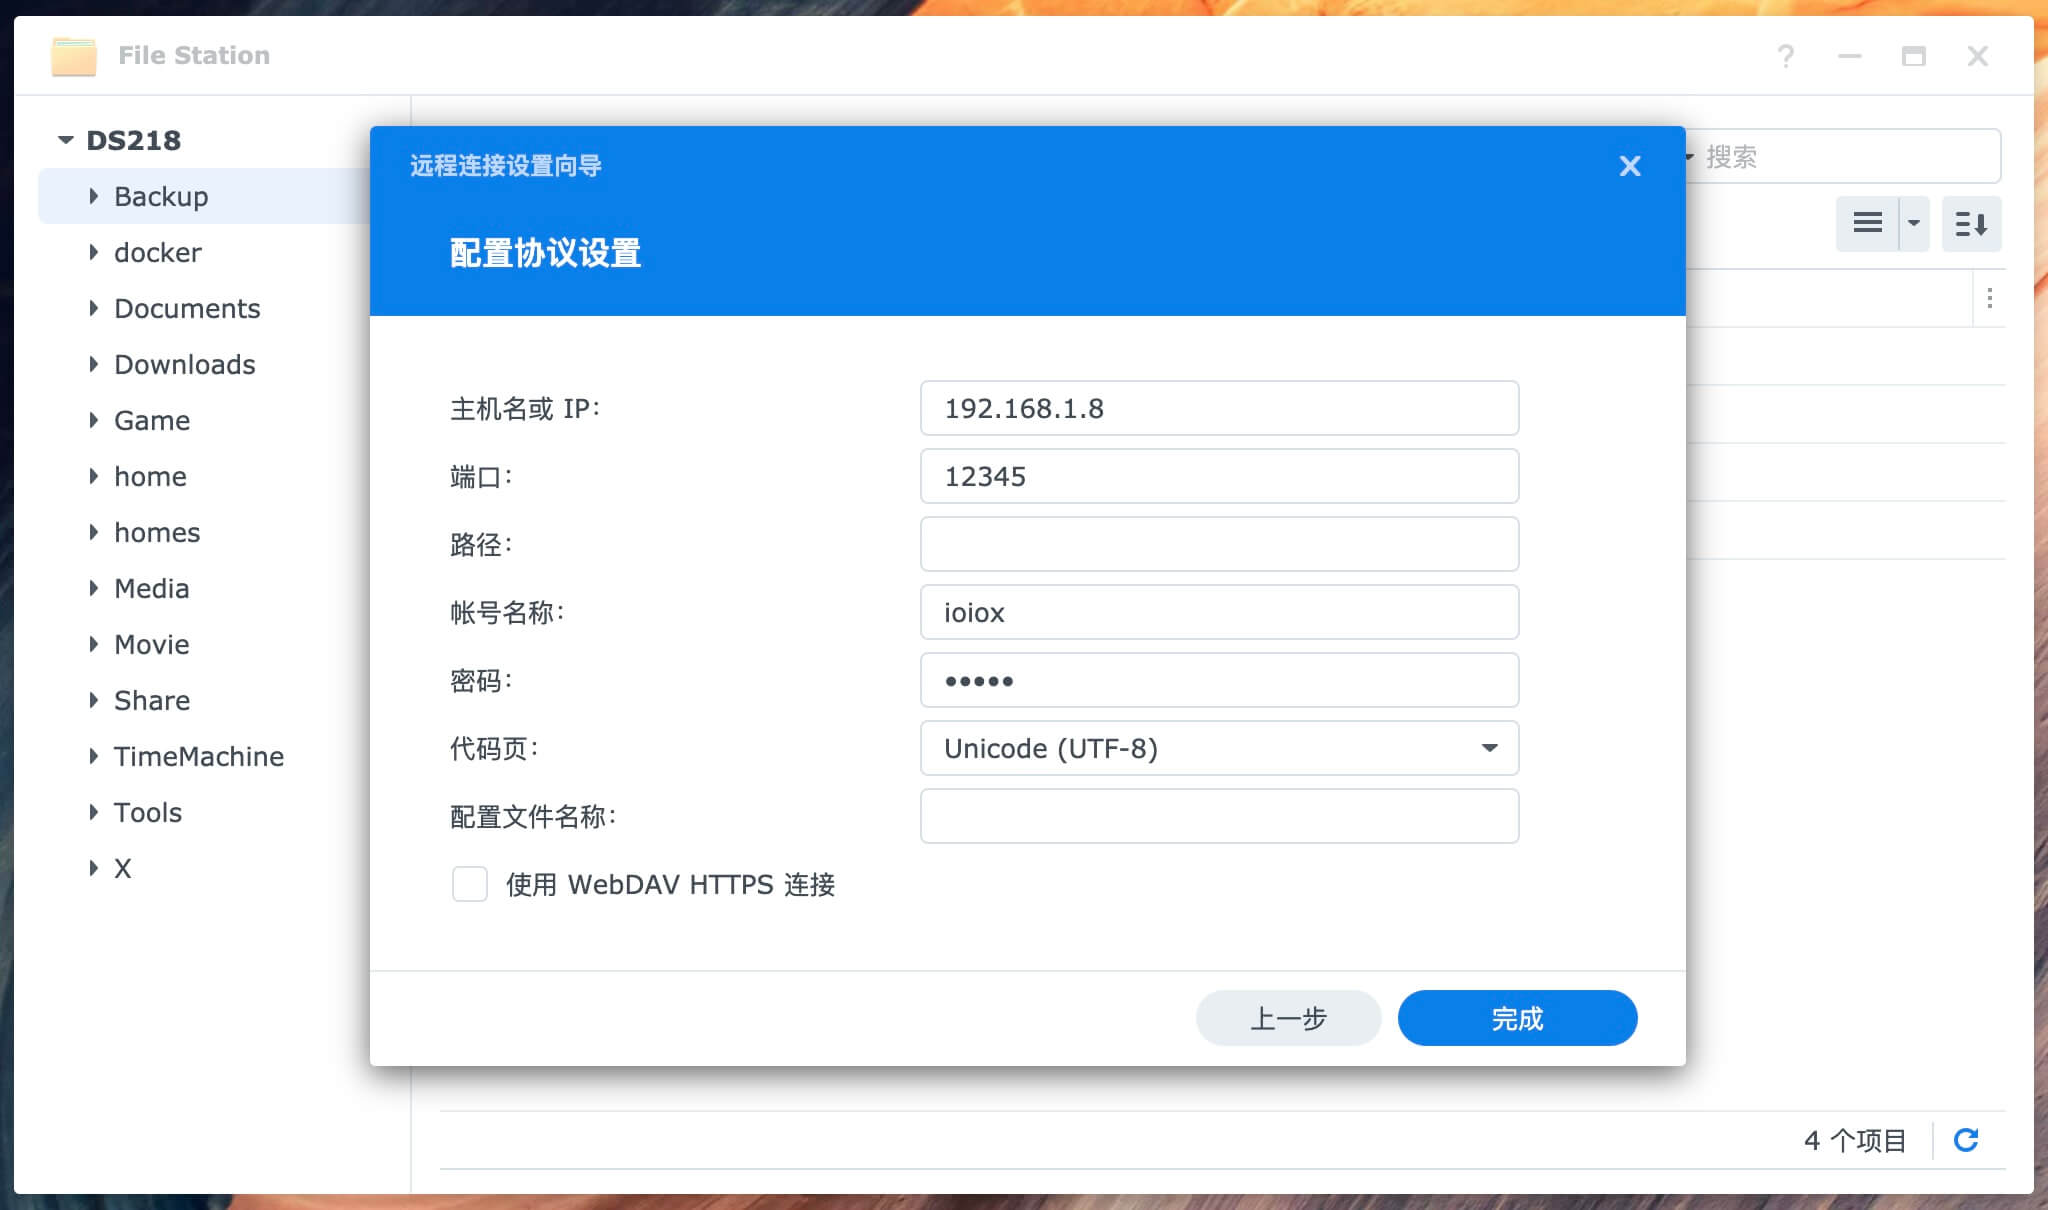 File Station
DS218
Backup
docker
Documents
Downloads
Game
home
homes
Media
Movie
Share
TimeMachine
Tools
X
搜索
远程连接设置向导
配置协议设置
主机名或 IP:
192.168.1.8
端口:
12345
路径:
帐号名称:
ioiox
密码:
•••••
代码页:
Unicode (UTF-8)
配置文件名称:
使用 WebDAV HTTPS 连接
上一步
完成
4 个项目